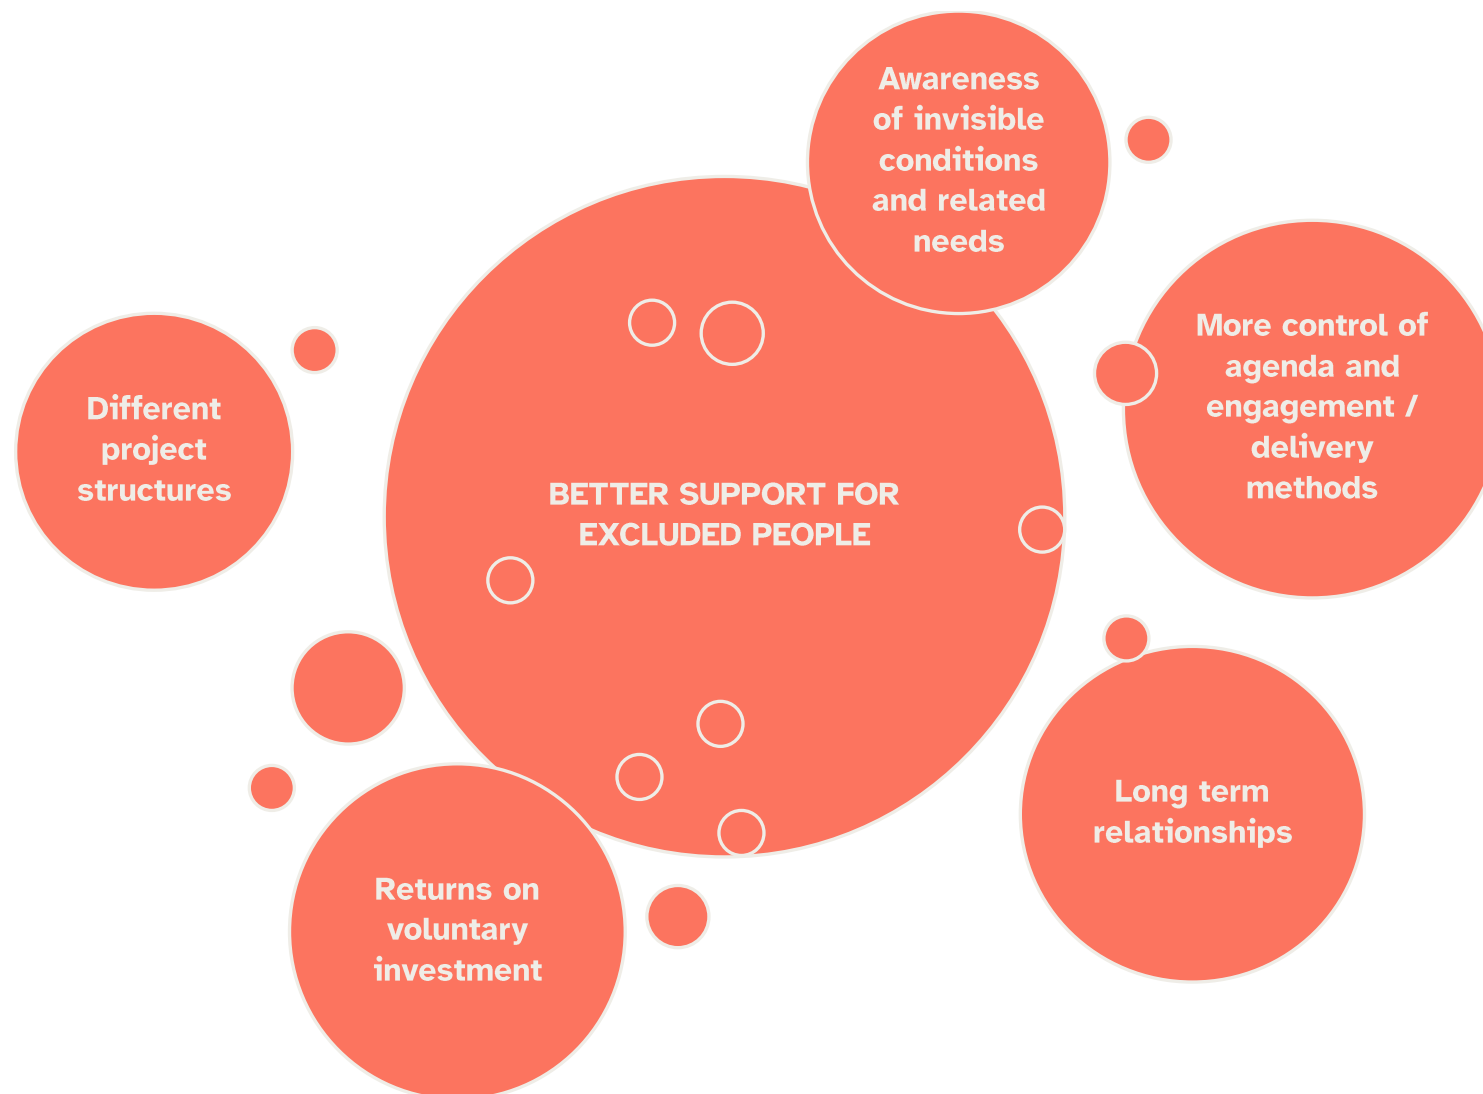 Awareness
of invisible
conditions
and related
needs
More control of
agenda and
engagement /
delivery
methods
Different
project
structures
BETTER SUPPORT FOR
EXCLUDED PEOPLE
Long term
relationships
Returns on
voluntary
investment